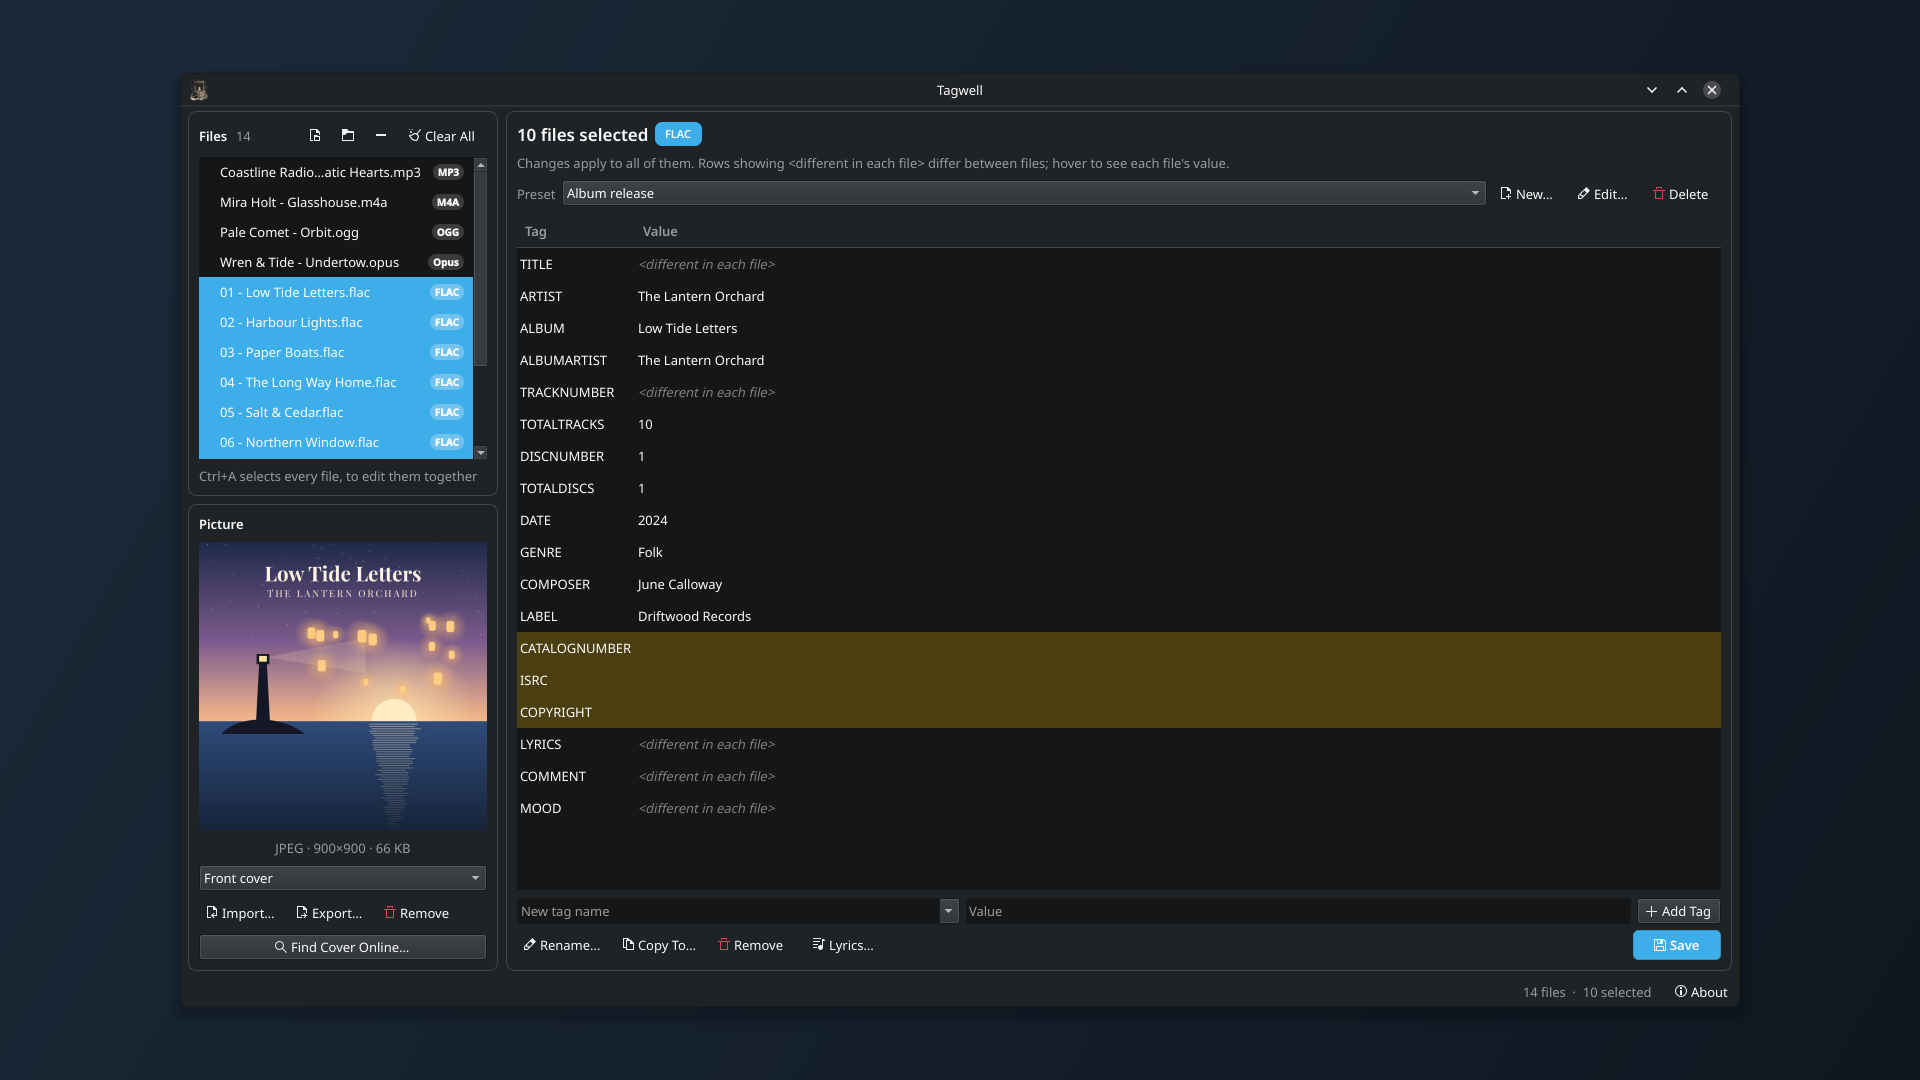 Tagwell
Files 14
Clear All
Coastline Radio...atic Hearts.mp3 MP3
Mira Holt - Glasshouse.m4a M4A
Pale Comet - Orbit.ogg OGG
Wren & Tide - Undertow.opus Opus
01 - Low Tide Letters.flac FLAC
02 - Harbour Lights.flac FLAC
03 - Paper Boats.flac FLAC
04 - The Long Way Home.flac FLAC
05 - Salt & Cedar.flac FLAC
06 - Northern Window.flac FLAC
Ctrl+A selects every file, to edit them together
Picture
Low Tide Letters
THE LANTERN ORCHARD
JPEG · 900×900 · 66 KB
Front cover
Import... Export... Remove
Find Cover Online...
10 files selected FLAC
Changes apply to all of them. Rows showing <different in each file> differ between files; hover to see each file's value.
Preset Album release New... Edit... Delete
Tag Value
TITLE <different in each file>
ARTIST The Lantern Orchard
ALBUM Low Tide Letters
ALBUMARTIST The Lantern Orchard
TRACKNUMBER <different in each file>
TOTALTRACKS 10
DISCNUMBER 1
TOTALDISCS 1
DATE 2024
GENRE Folk
COMPOSER June Calloway
LABEL Driftwood Records
CATALOGNUMBER
ISRC
COPYRIGHT
LYRICS <different in each file>
COMMENT <different in each file>
MOOD <different in each file>
New tag name Value Add Tag
Rename... Copy To... Remove Lyrics... Save
14 files · 10 selected About